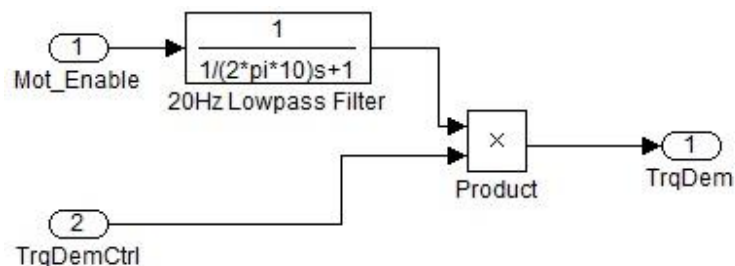 1
Mot_Enable
1
1/(2*pi*10)s+1
20Hz Lowpass Filter
×
Product
1
TrqDem
2
TrqDemCtrl